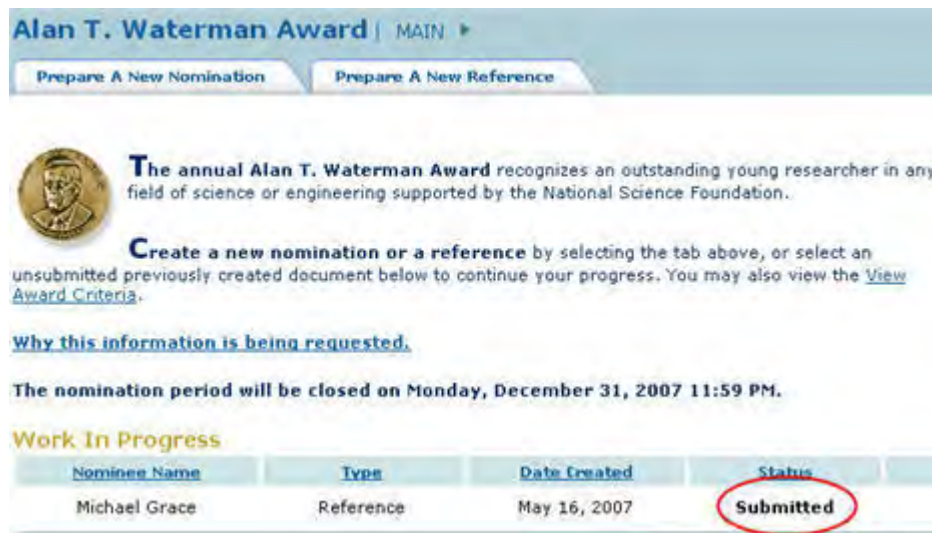 Alan T. Waterman Award | MAIN
Prepare A New Nomination Prepare A New Reference
The annual Alan T. Waterman Award recognizes an outstanding young researcher in any
field of science or engineering supported by the National Science Foundation.
Create a new nomination or a reference by selecting the tab above, or select an
unsubmitted previously created document below to continue your progress. You may also view the View
Award Criteria.
Why this information is being requested.
The nomination period will be closed on Monday, December 31, 2007 11:59 PM.
Work In Progress
Nominee Name Type Date Created Status
Michael Grace Reference May 16, 2007 Submitted